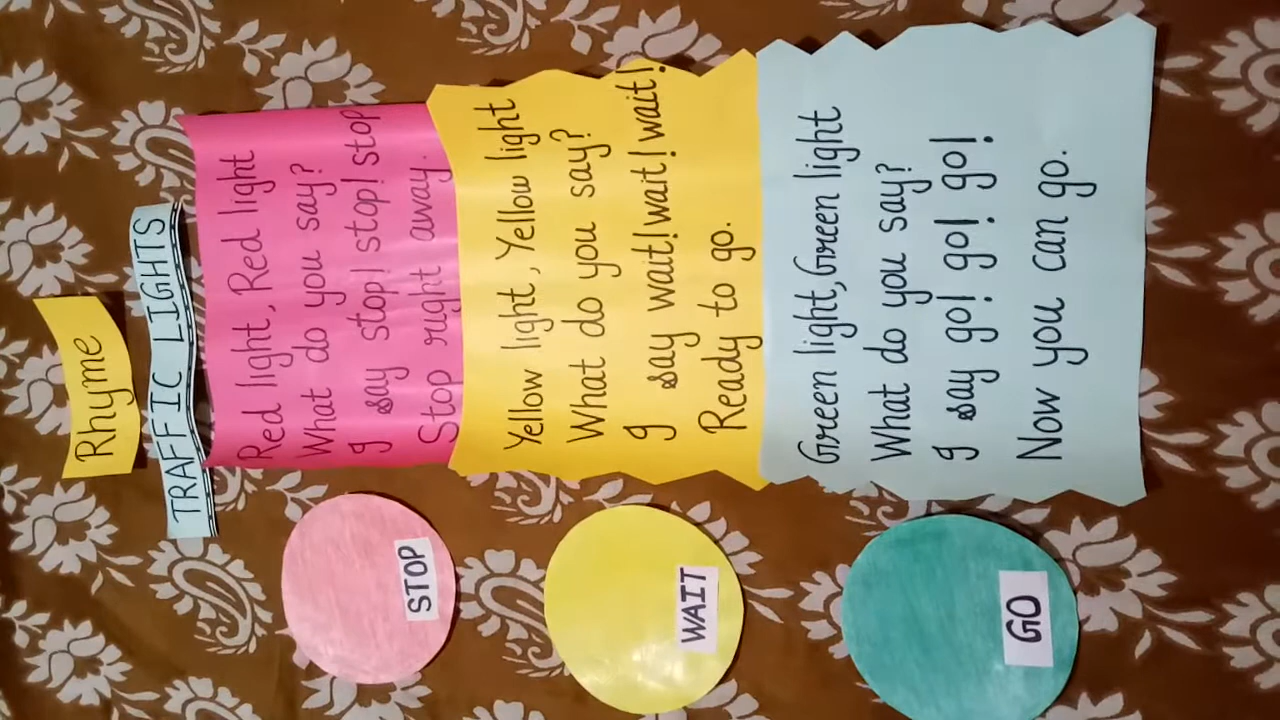 Rhyme
TRAFFIC LIGHTS
Red light, Red light
What do you say?
I say stop! stop! stop
Stop right away.
Yellow light, Yellow light
What do you say?
I say wait! wait! wait!
Ready to go.
Green light, Green light
What do you say?
I say go! go! go!
Now you can go.
STOP
WAIT
GO